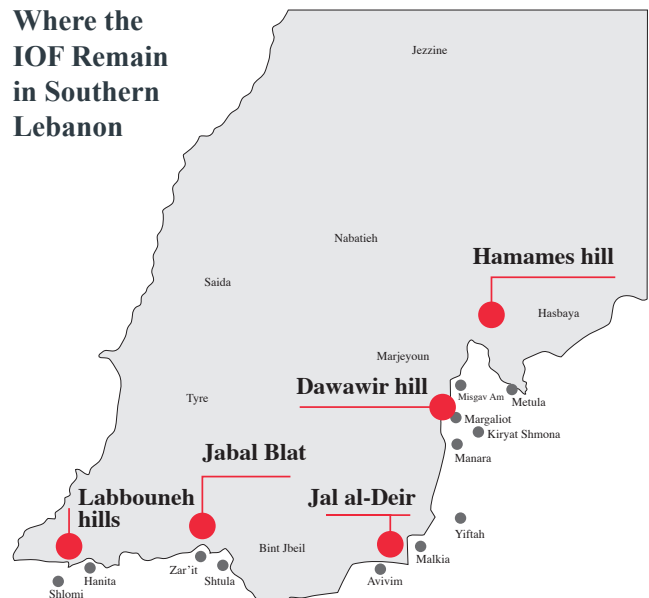 Where the
IOF Remain
in Southern
Lebanon
Jezzine
Nabatieh
Hamames hill
Saida
Hasbaya
Marjeyoun
Dawawir hill
Misgav Am
Metula
Tyre
Margaliot
Kiryat Shmona
Manara
Jabal Blat
Labbouneh
hills
Jal al-Deir
Yiftah
Bint Jbeil
Malkia
Zar'it
Shtula
Avivim
Hanita
Shlomi